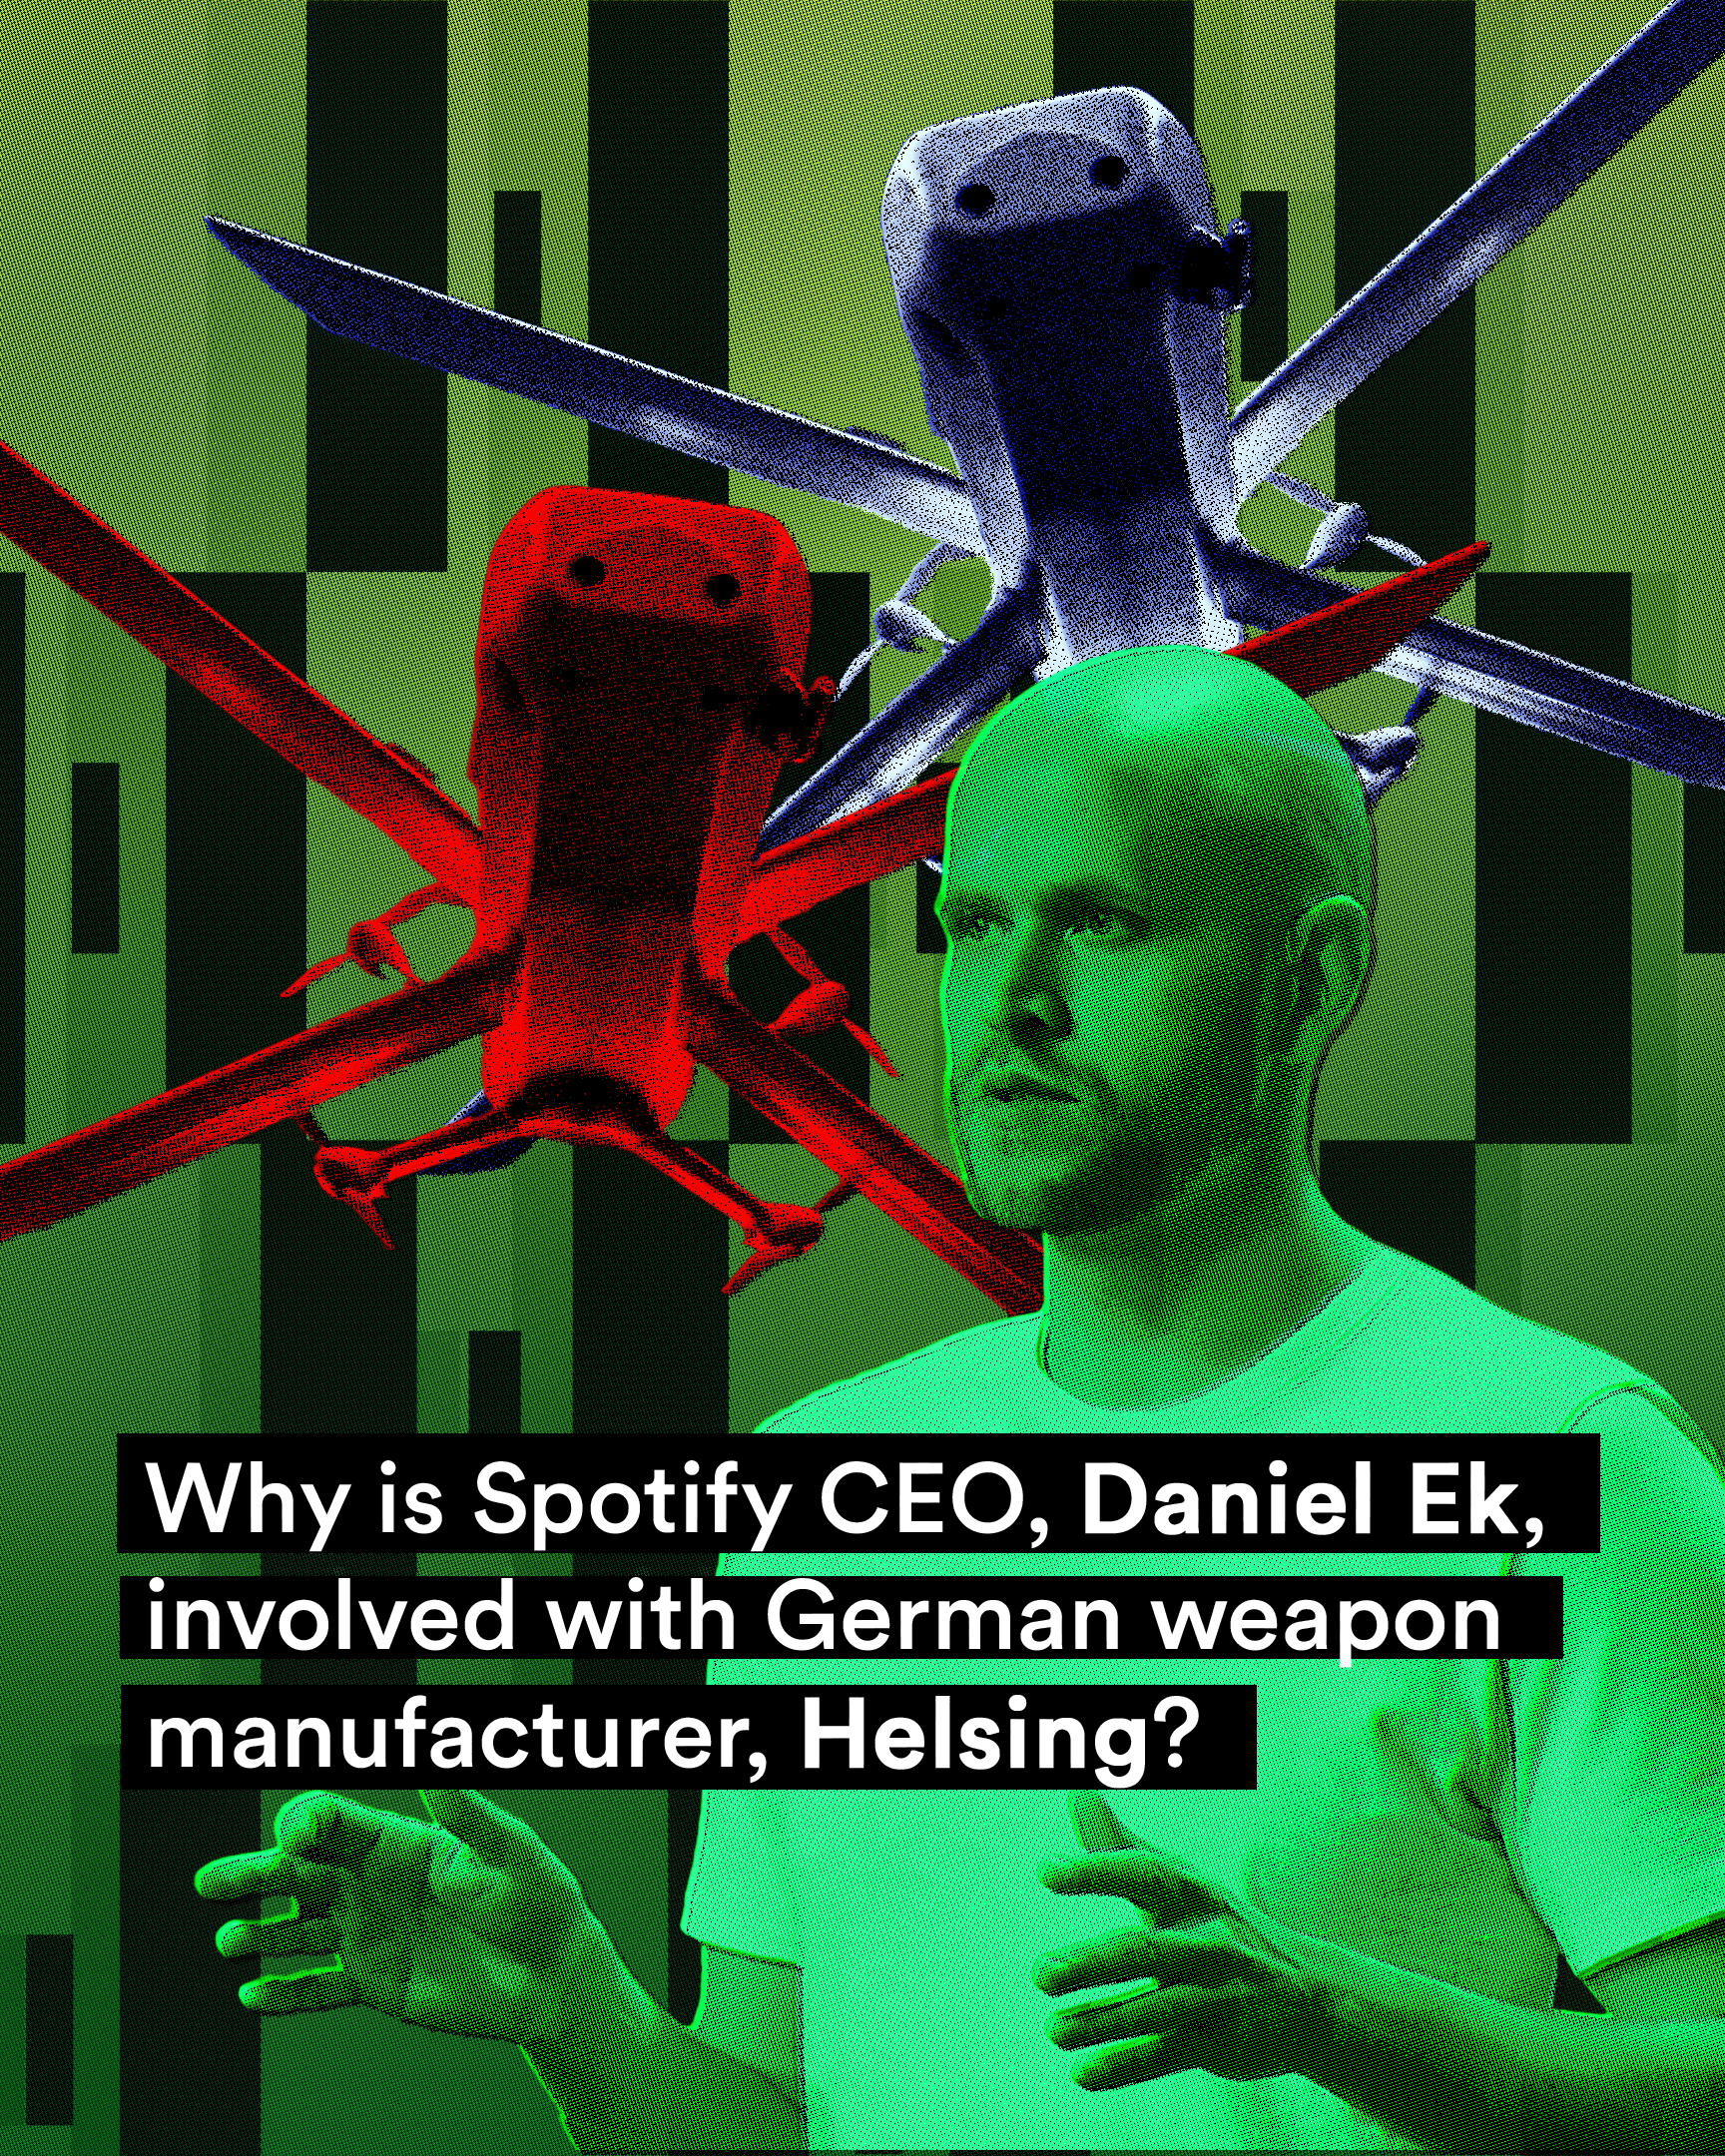 Why is Spotify CEO, Daniel Ek,
involved with German weapon
manufacturer, Helsing?